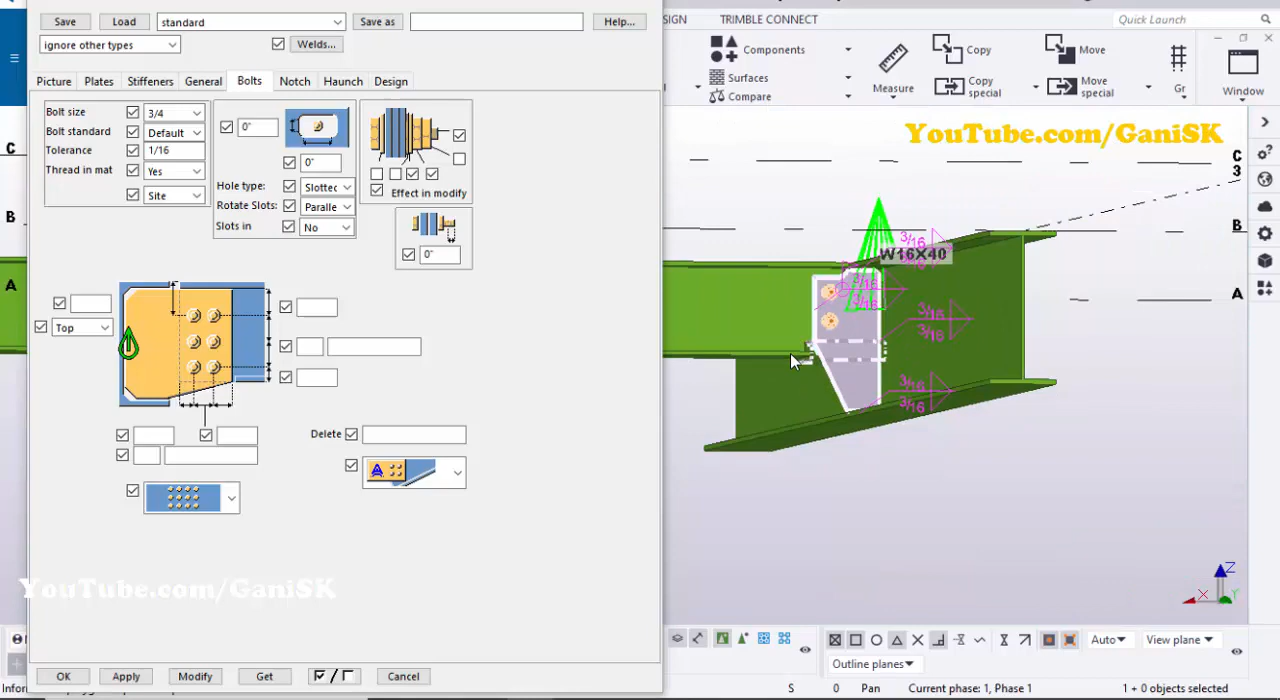 Save
Load
standard
Save as
Help...
SIGN
TRIMBLE CONNECT
Quick Launch
ignore other types
Welds...
Components
Surfaces
Compare
Measure
Copy
Copy special
Move
Move special
Gr
Window
Picture
Plates
Stiffeners
General
Bolts
Notch
Haunch
Design
Bolt size
3/4
Bolt standard
Default
Tolerance
1/16
Thread in mat
Yes
Site
0"
0"
Hole type:
Slottec
Rotate Slots:
Paralle
Slots in
No
Effect in modify
0"
YouTube.com/GaniSK
C
B
A
C
3
B
A
3/16
W16X40
3/16
3/16
3/16
3/16
3/16
3/16
Top
Delete
A
YouTube.com/GaniSK
Z
X
Y
Auto
View plane
Outline planes
OK
Apply
Modify
Get
/
Cancel
S
0
Pan
Current phase: 1, Phase 1
1 + 0 objects selected